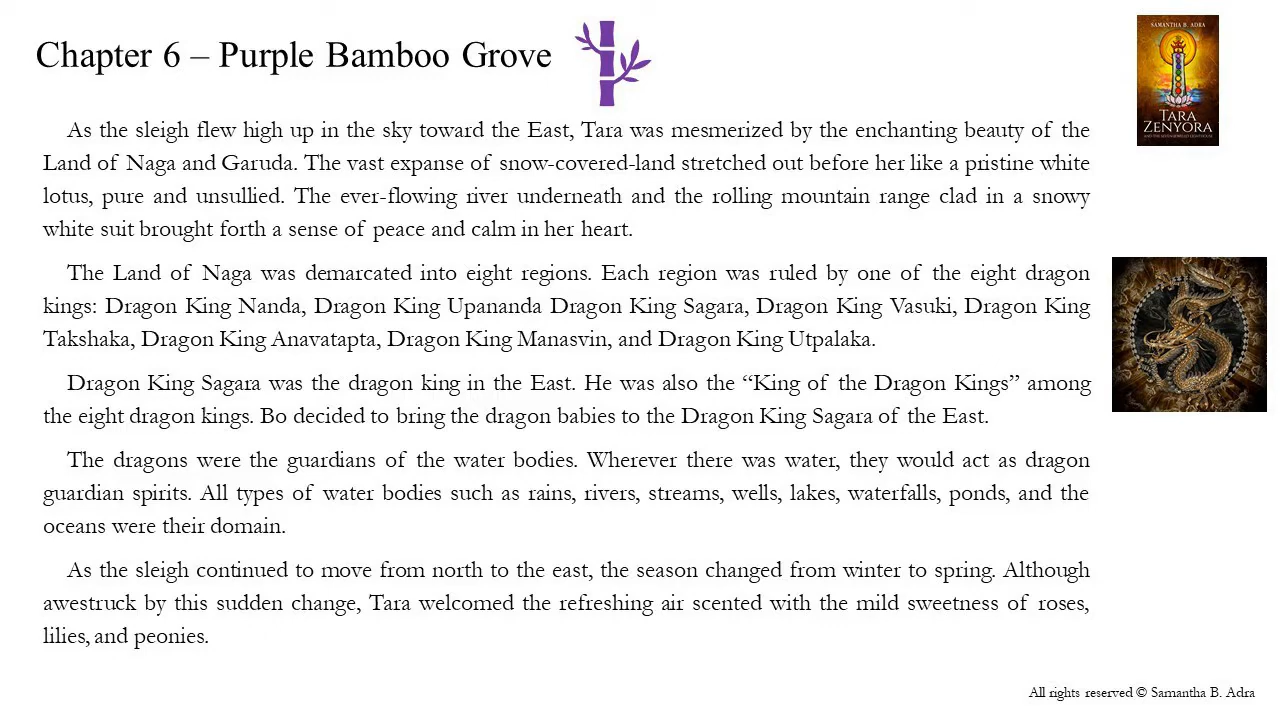 Chapter 6 – Purple Bamboo Grove
SAMANTHA B. ADRA
TARA
ZENYORA
As the sleigh flew high up in the sky toward the East, Tara was mesmerized by the enchanting beauty of the
Land of Naga and Garuda. The vast expanse of snow-covered-land stretched out before her like a pristine white
lotus, pure and unsullied. The ever-flowing river underneath and the rolling mountain range clad in a snowy
white suit brought forth a sense of peace and calm in her heart.
The Land of Naga was demarcated into eight regions. Each region was ruled by one of the eight dragon
kings: Dragon King Nanda, Dragon King Upananda Dragon King Sagara, Dragon King Vasuki, Dragon King
Takshaka, Dragon King Anavatapta, Dragon King Manasvin, and Dragon King Utpalaka.
Dragon King Sagara was the dragon king in the East. He was also the “King of the Dragon Kings” among
the eight dragon kings. Bo decided to bring the dragon babies to the Dragon King Sagara of the East.
The dragons were the guardians of the water bodies. Wherever there was water, they would act as dragon
guardian spirits. All types of water bodies such as rains, rivers, streams, wells, lakes, waterfalls, ponds, and the
oceans were their domain.
As the sleigh continued to move from north to the east, the season changed from winter to spring. Although
awestruck by this sudden change, Tara welcomed the refreshing air scented with the mild sweetness of roses,
lilies, and peonies.
All rights reserved © Samantha B. Adra